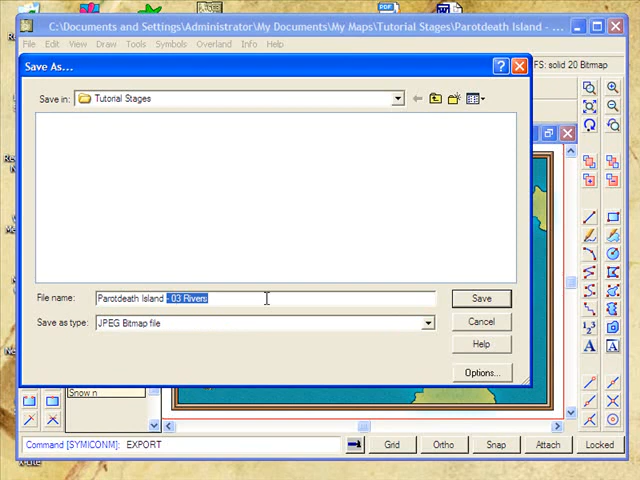 C:\Documents and Settings\Administrator\My Documents\My Maps\Tutorial Stages\Parotdeath Island - ...
File Edit View Draw Tools Symbols Overland Info Help
FS: solid 20 Bitmap
Save As...
Save in: Tutorial Stages
File name: Parotdeath Island - 03 Rivers Save
Save as type: JPEG Bitmap file Cancel
Help
Options...
Snow n
Command [SYMICONM]: EXPORT Grid Ortho Snap Attach Locked